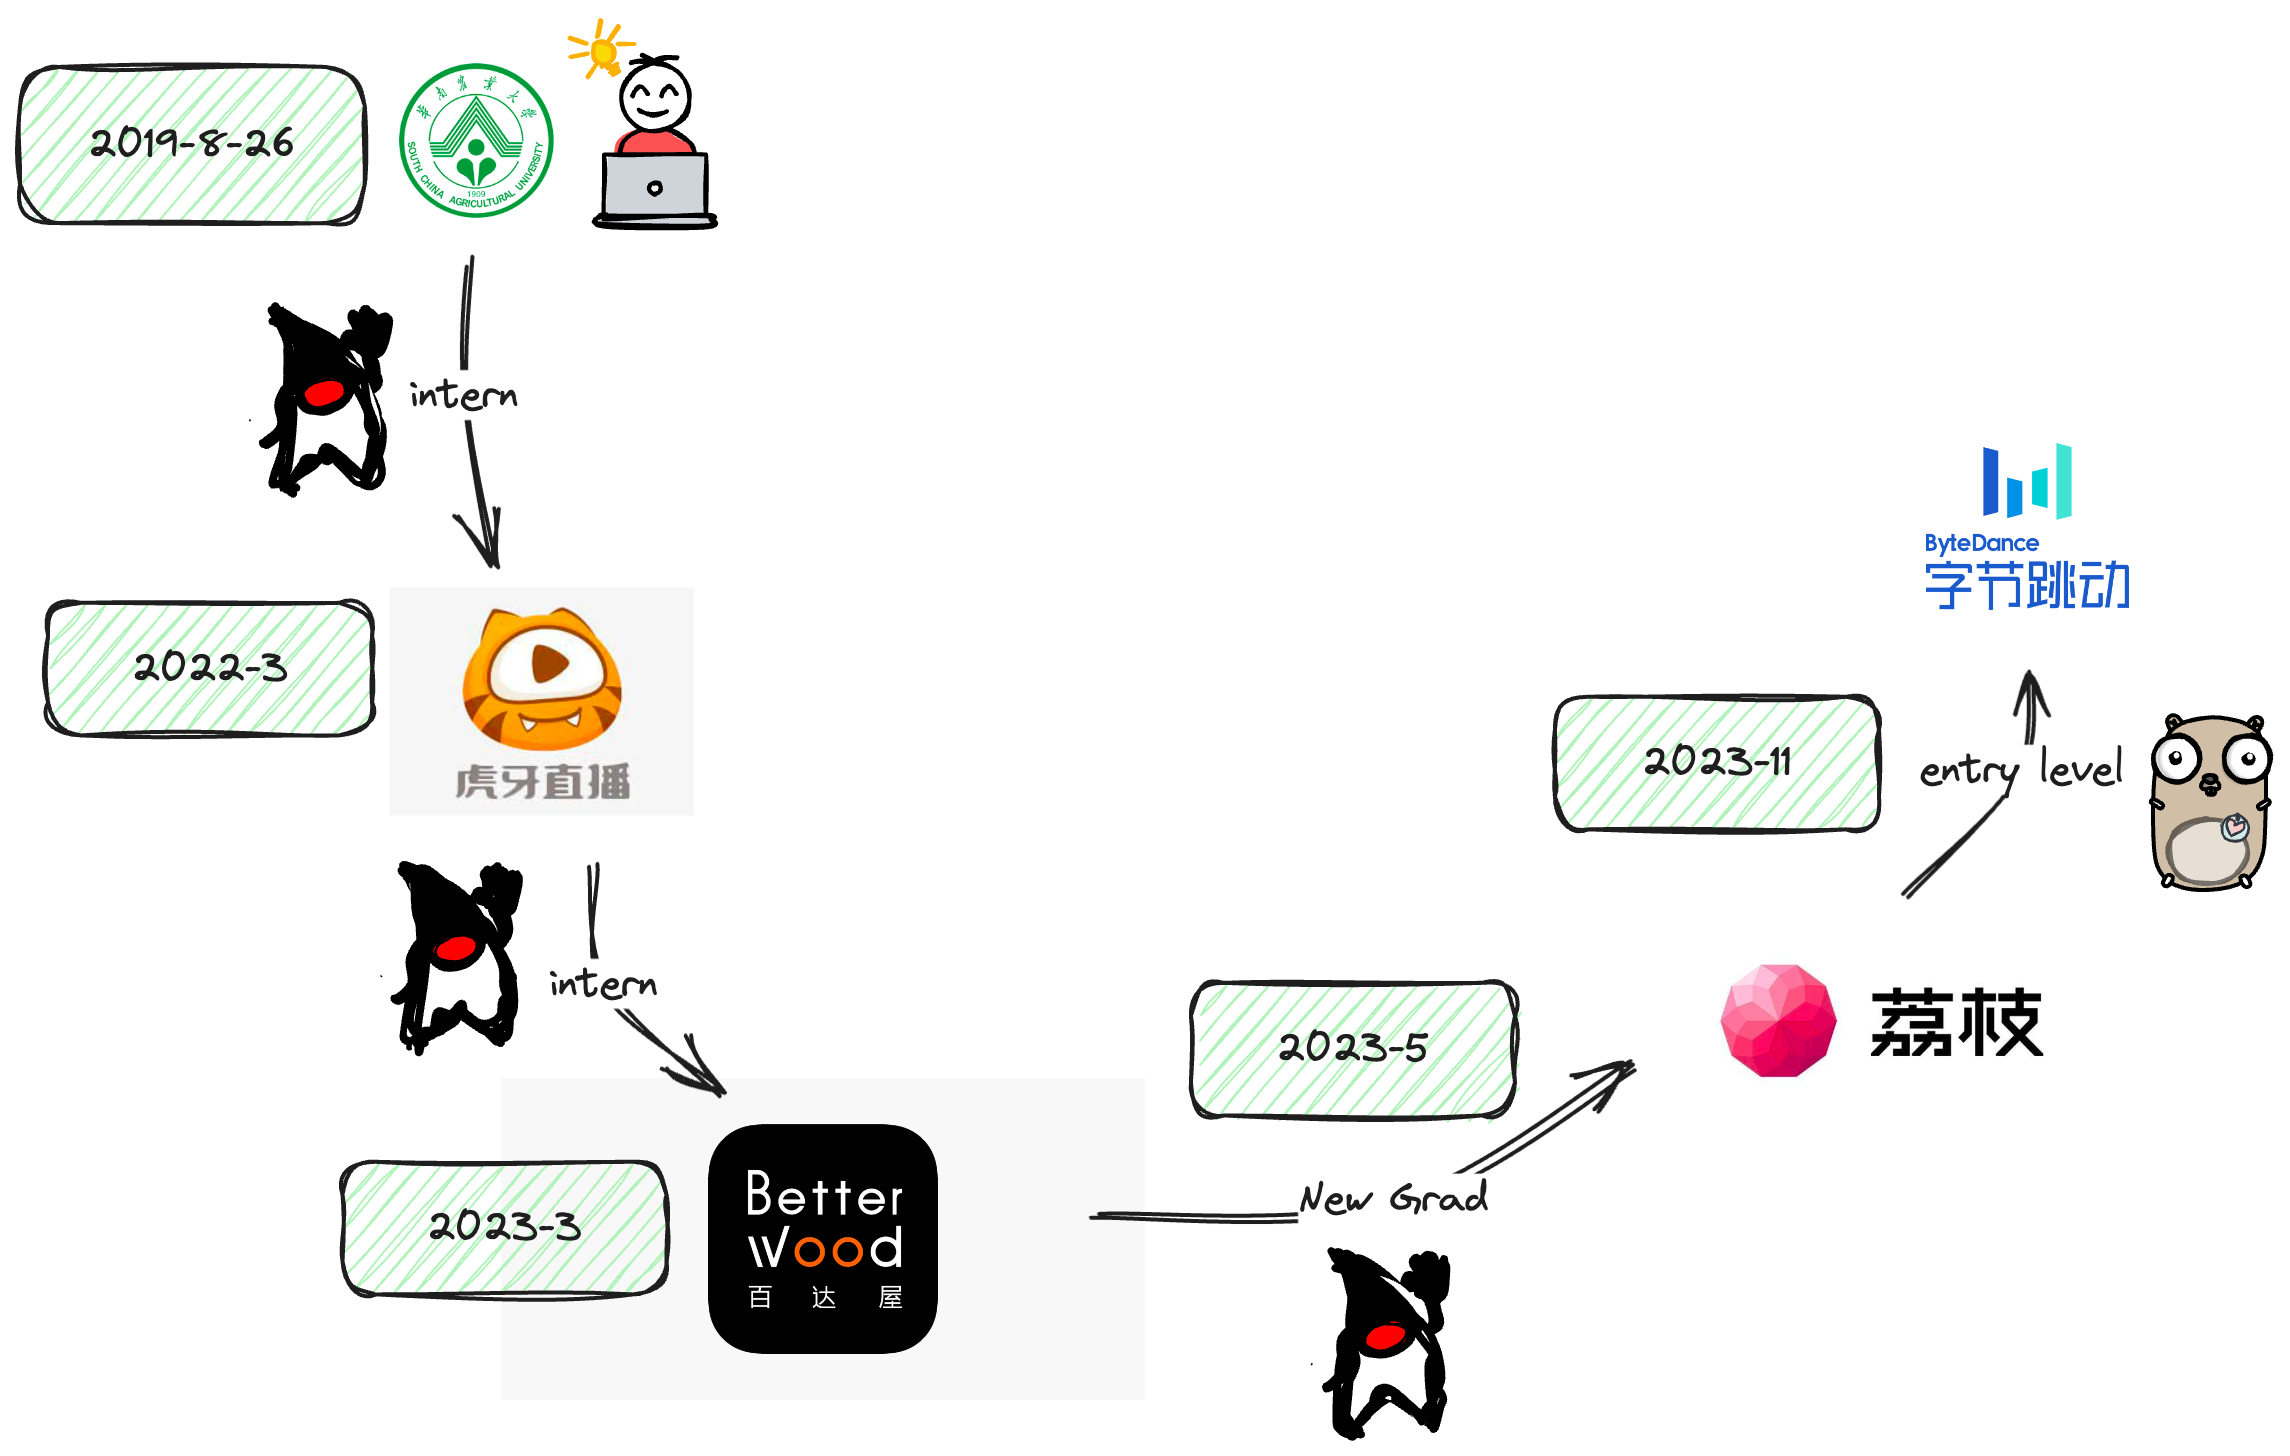 2019-8-26
华南农业大学
SOUTH CHINA AGRICULTURAL UNIVERSITY
1909
intern
2022-3
虎牙直播
intern
2023-3
Better
Wood
百达屋
New Grad
2023-5
荔枝
2023-11
entry level
ByteDance
字节跳动